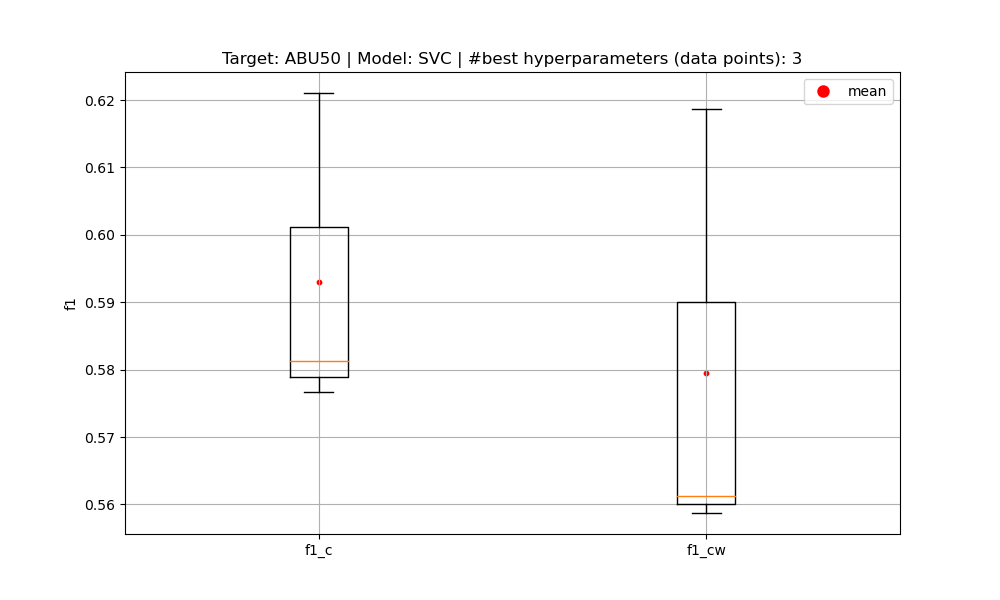 Target: ABU50 | Model: SVC | #best hyperparameters (data points): 3
mean
0.62
0.61
0.60
0.59
0.58
0.57
0.56
f1
f1_c
f1_cw